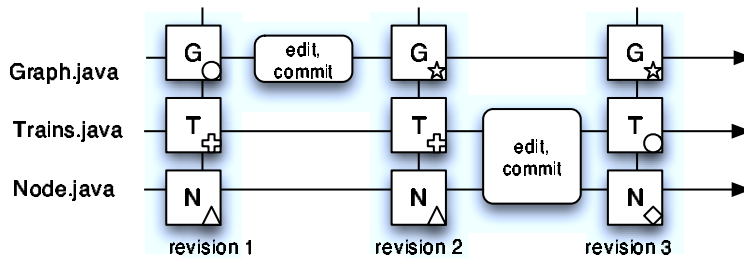 Graph.java
G
edit,
commit
G
G
Trains.java
T
T
edit,
commit
T
Node.java
N
N
N
revision 1
revision 2
revision 3